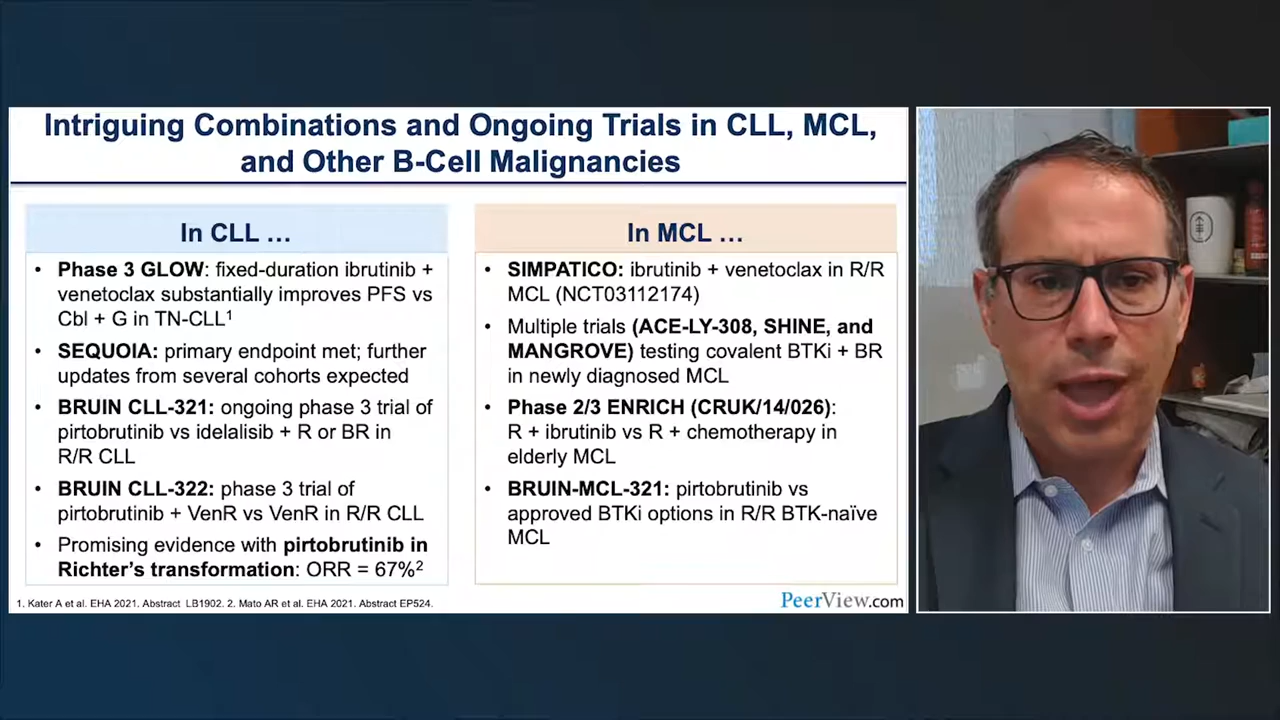 Intriguing Combinations and Ongoing Trials in CLL, MCL,
and Other B-Cell Malignancies
In CLL …
• Phase 3 GLOW: fixed-duration ibrutinib +
venetoclax substantially improves PFS vs
Cbl + G in TN-CLL¹
• SEQUOIA: primary endpoint met; further
updates from several cohorts expected
• BRUIN CLL-321: ongoing phase 3 trial of
pirtobrutinib vs idelalisib + R or BR in
R/R CLL
• BRUIN CLL-322: phase 3 trial of
pirtobrutinib + VenR vs VenR in R/R CLL
• Promising evidence with pirtobrutinib in
Richter's transformation: ORR = 67%²
In MCL …
• SIMPATICO: ibrutinib + venetoclax in R/R
MCL (NCT03112174)
• Multiple trials (ACE-LY-308, SHINE, and
MANGROVE) testing covalent BTKi + BR
in newly diagnosed MCL
• Phase 2/3 ENRICH (CRUK/14/026):
R + ibrutinib vs R + chemotherapy in
elderly MCL
• BRUIN-MCL-321: pirtobrutinib vs
approved BTKi options in R/R BTK-naïve
MCL
1. Kater A et al. EHA 2021. Abstract LB1902. 2. Mato AR et al. EHA 2021. Abstract EP524.
PeerView.com